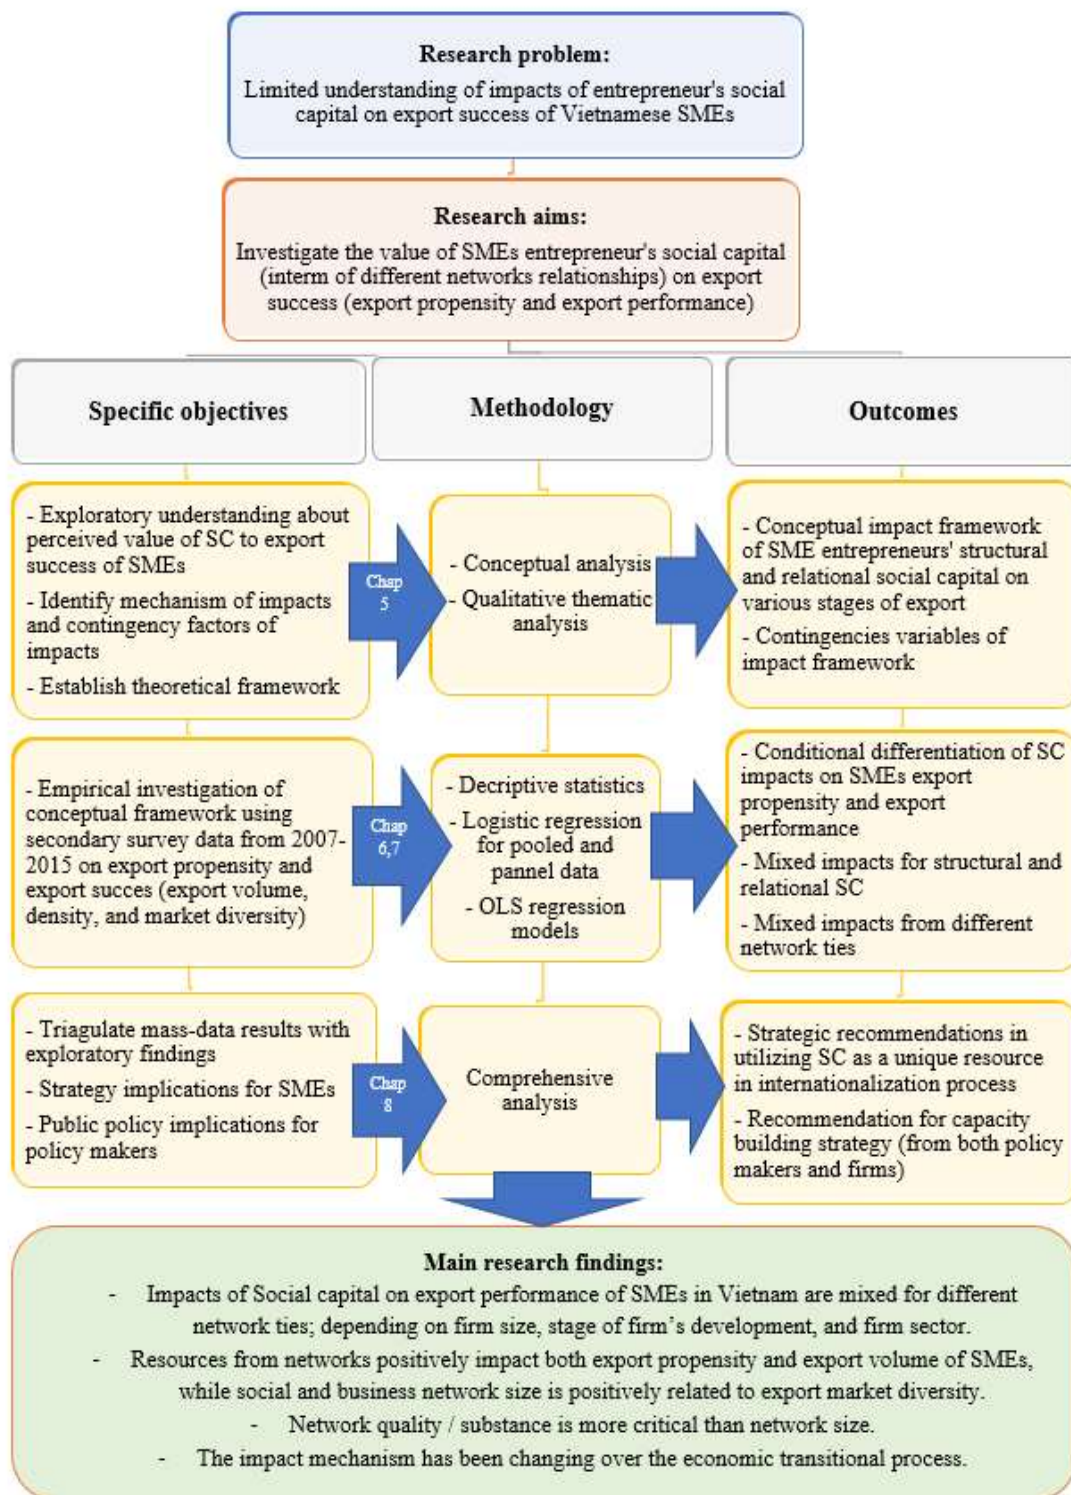 Research problem:
Limited understanding of impacts of entrepreneur's social
capital on export success of Vietnamese SMEs
Research aims:
Investigate the value of SMEs entrepreneur's social capital
(interm of different networks relationships) on export
success (export propensity and export performance)
Specific objectives
Methodology
Outcomes
- Exploratory understanding about
perceived value of SC to export
success of SMEs
- Identify mechanism of impacts
and contingency factors of
impacts
- Establish theoretical framework
Chap
5
- Conceptual analysis
- Qualitative thematic
analysis
- Conceptual impact framework
of SME entrepreneurs' structural
and relational social capital on
various stages of export
- Contingencies variables of
impact framework
- Empirical investigation of
conceptual framework using
secondary survey data from 2007-
2015 on export propensity and
export succes (export volume,
density, and market diversity)
Chap
6,7
- Decriptive statistics
- Logistic regression
for pooled and
pannel data
- OLS regression
models
- Conditional differentiation of SC
impacts on SMEs export
propensity and export
performance
- Mixed impacts for structural and
relational SC
- Mixed impacts from different
network ties
- Triagulate mass-data results with
exploratory findings
- Strategy implications for SMEs
- Public policy implications for
policy makers
Chap
8
Comprehensive
analysis
- Strategic recommendations in
utilizing SC as a unique resource
in internationalization process
- Recommendation for capacity
building strategy (from both policy
makers and firms)
Main research findings:
- Impacts of Social capital on export performance of SMEs in Vietnam are mixed for different
network ties; depending on firm size, stage of firm's development, and firm sector.
- Resources from networks positively impact both export propensity and export volume of SMEs,
while social and business network size is positively related to export market diversity.
- Network quality / substance is more critical than network size.
- The impact mechanism has been changing over the economic transitional process.